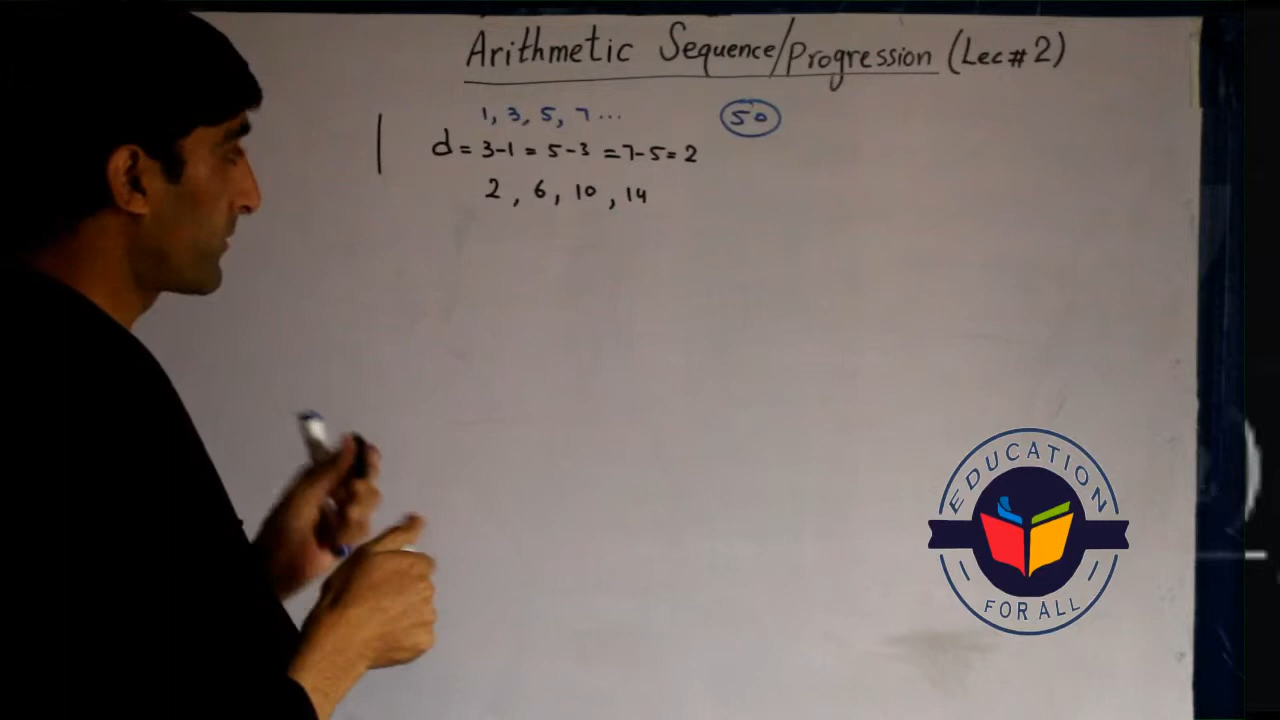 Arithmetic Sequence/Progression (Lec# 2)
1, 3, 5, 7 ... 50
d = 3-1 = 5-3 = 7-5 = 2
2, 6, 10, 14
EDUCATION
FOR ALL